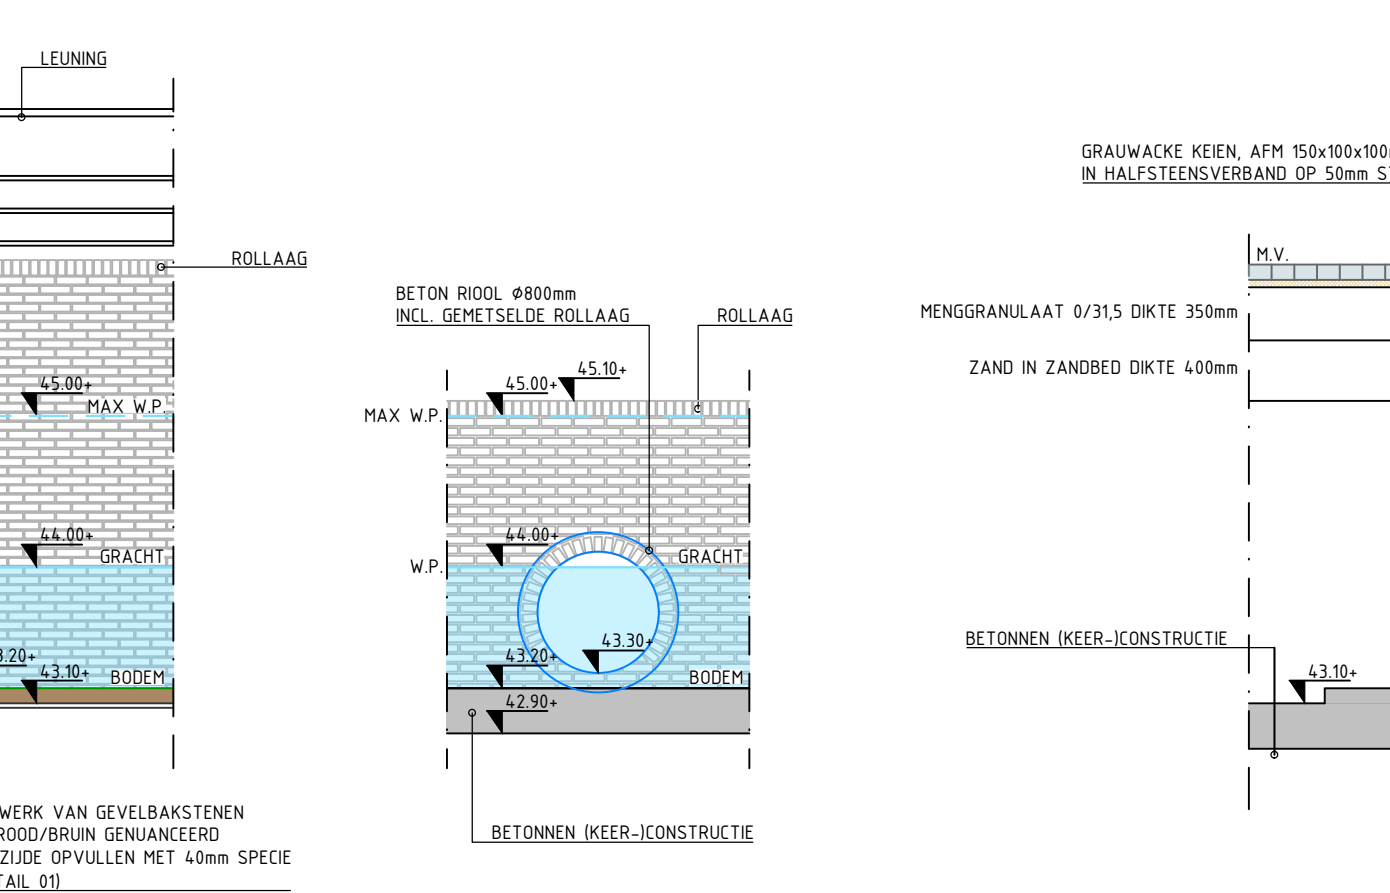 LEUNING
ROLLAAG
45.00+
MAX W.P.
44.00+
GRACHT
3.20+
43.10+
BODEM
WERK VAN GEVELBAKSTENEN
ROOD/BRUIN GENUANCEERD
ZIJDE OPVULLEN MET 40mm SPECIE
TAIL 01)
BETON RIOOL Ø800mm
INCL. GEMETSELDE ROLLAAG
ROLLAAG
45.10+
45.00+
MAX W.P.
44.00+
GRACHT
W.P.
43.30+
43.20+
BODEM
42.90+
BETONNEN (KEER-)CONSTRUCTIE
GRAUWACKE KEIEN, AFM 150x100x100
IN HALFSTEENSVERBAND OP 50mm S
M.V.
MENGGRANULAAT 0/31,5 DIKTE 350mm
ZAND IN ZANDBED DIKTE 400mm
BETONNEN (KEER-)CONSTRUCTIE
43.10+